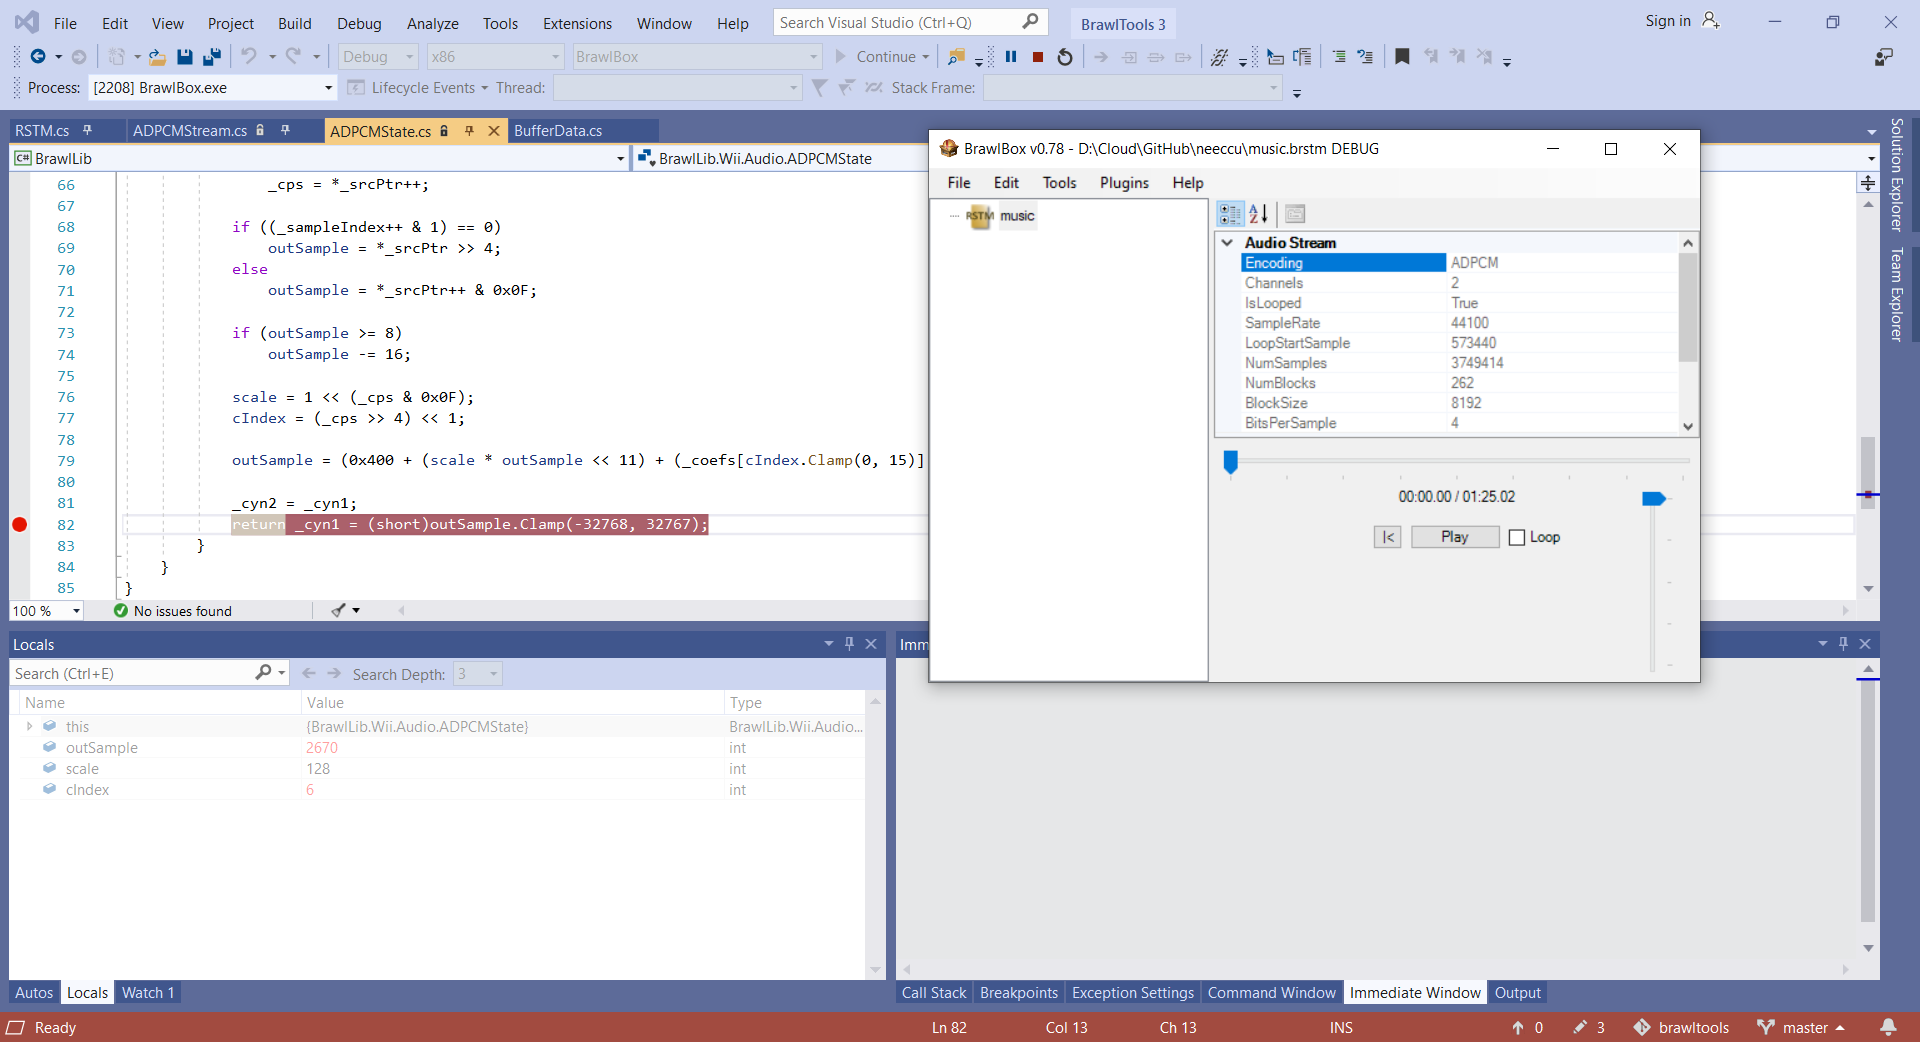 File Edit View Project Build Debug Analyze Tools Extensions Window Help Search Visual Studio (Ctrl+Q) BrawlTools 3 Sign in
Debug x86 BrawlBox Continue
Process: [2208] BrawlBox.exe Lifecycle Events Thread: Stack Frame:
RSTM.cs ADPCMStream.cs ADPCMState.cs BufferData.cs
C# BrawlLib BrawlLib.Wii.Audio.ADPCMState
66 _cps = *_srcPtr++;
67
68 if ((_sampleIndex++ & 1) == 0)
69 outSample = *_srcPtr >> 4;
70 else
71 outSample = *_srcPtr++ & 0x0F;
72
73 if (outSample >= 8)
74 outSample -= 16;
75
76 scale = 1 << (_cps & 0x0F);
77 cIndex = (_cps >> 4) << 1;
78
79 outSample = (0x400 + (scale * outSample << 11) + (_coefs[cIndex.Clamp(0, 15)]
80
81 _cyn2 = _cyn1;
82 return _cyn1 = (short)outSample.Clamp(-32768, 32767);
83 }
84 }
85 }
100 % No issues found
BrawlBox v0.78 - D:\Cloud\GitHub\neeccu\music.brstm DEBUG
File Edit Tools Plugins Help
RSTM music
A Z
Audio Stream
Encoding ADPCM
Channels 2
IsLooped True
SampleRate 44100
LoopStartSample 573440
NumSamples 3749414
NumBlocks 262
BlockSize 8192
BitsPerSample 4
00:00.00 / 01:25.02
|< Play Loop
Solution Explorer
Team Explorer
Locals
Search (Ctrl+E) Search Depth: 3
Name Value Type
this {BrawlLib.Wii.Audio.ADPCMState} BrawlLib.Wii.Audio...
outSample 2670 int
scale 128 int
cIndex 6 int
Autos Locals Watch 1
Imm
Call Stack Breakpoints Exception Settings Command Window Immediate Window Output
Ready Ln 82 Col 13 Ch 13 INS 0 3 brawltools master